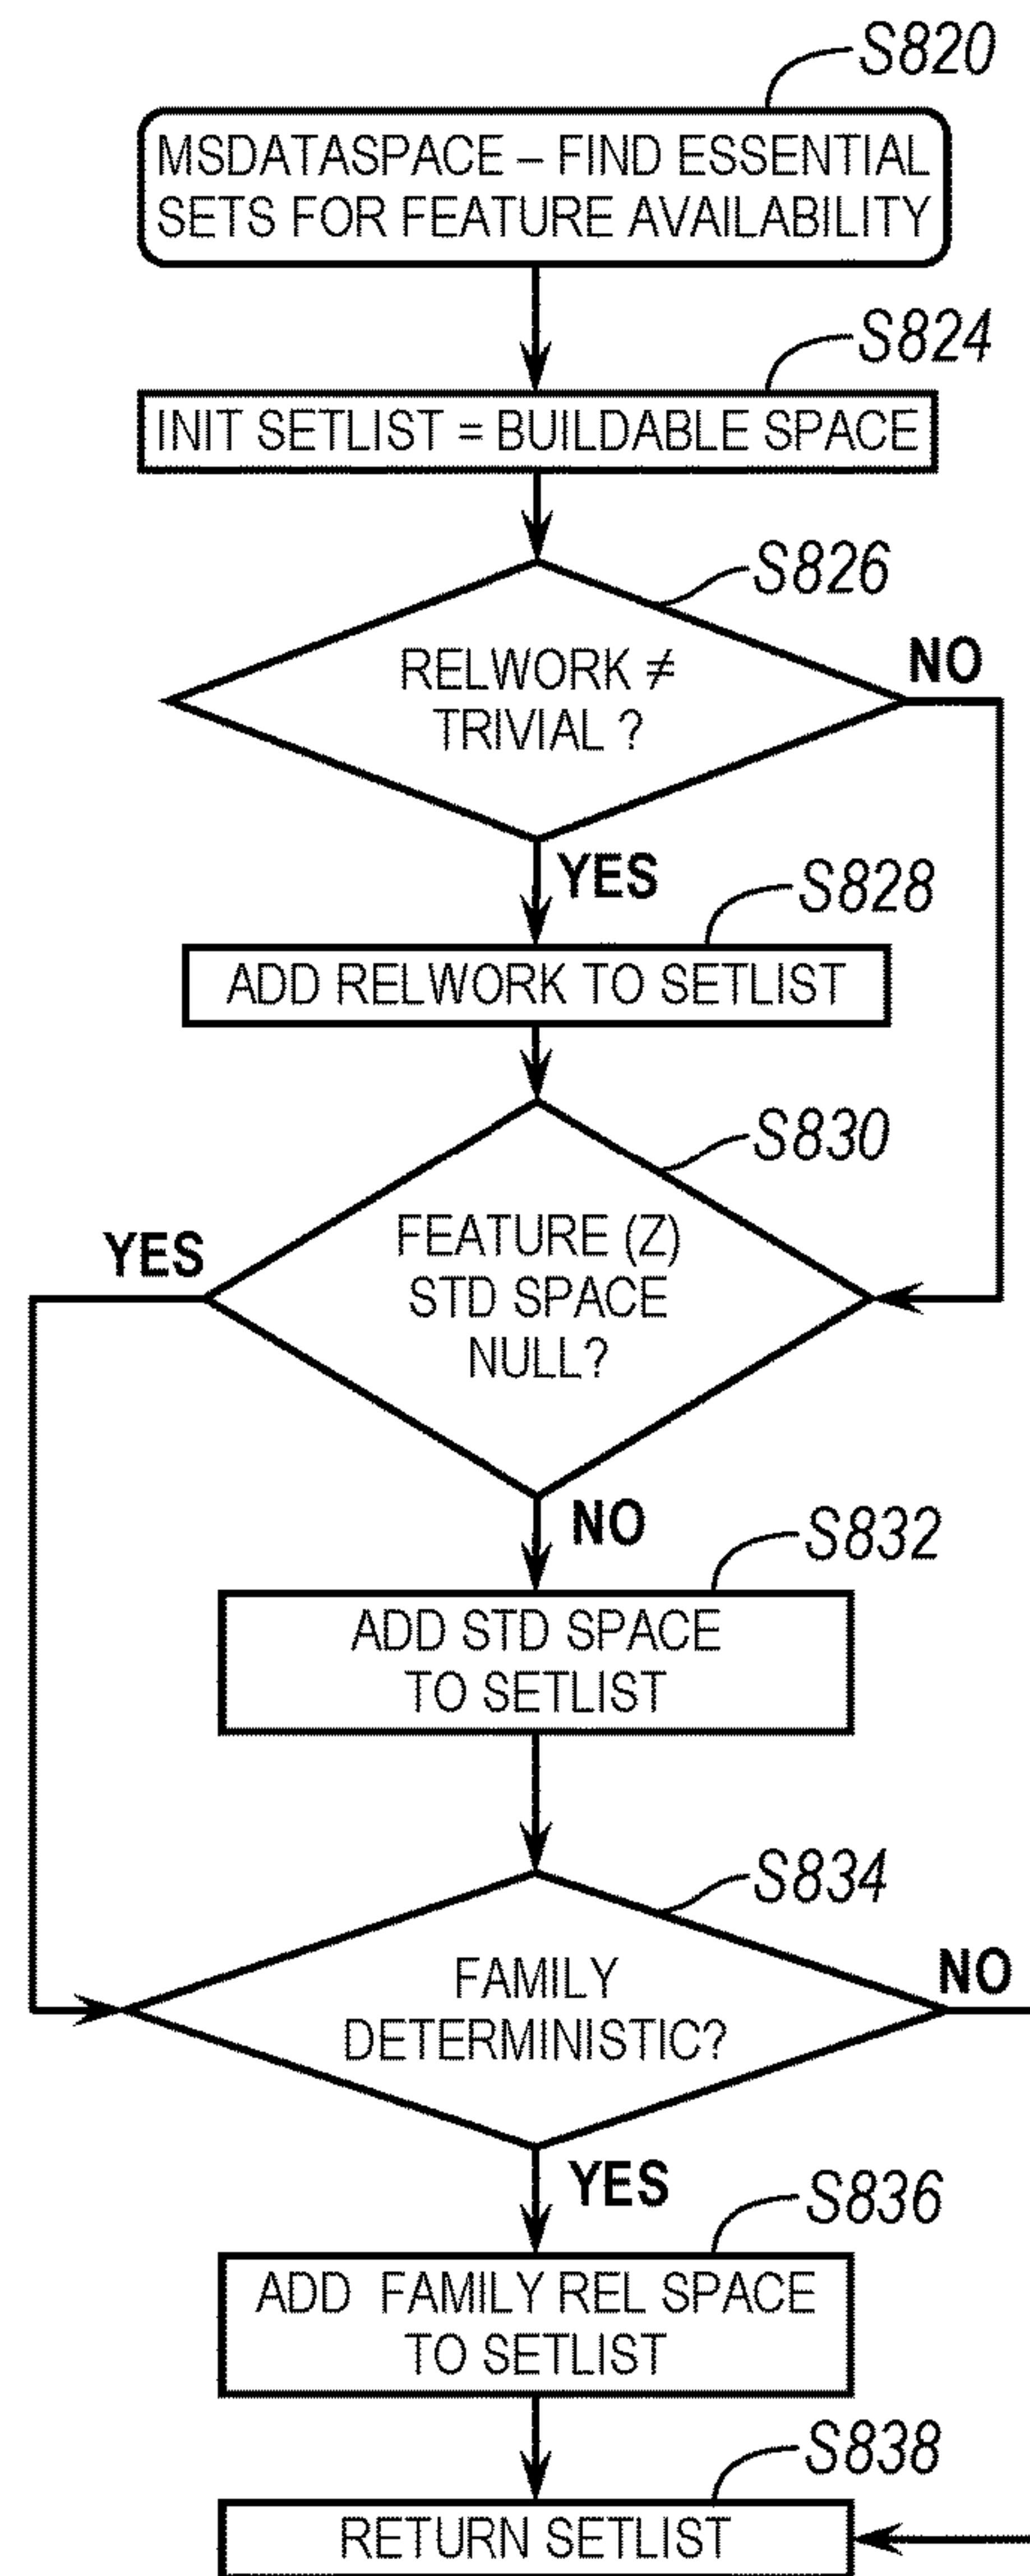 S820
MSDATASPACE – FIND ESSENTIAL
SETS FOR FEATURE AVAILABILITY
S824
INIT SETLIST = BUILDABLE SPACE
S826
RELWORK ≠
TRIVIAL ?
NO
YES
S828
ADD RELWORK TO SETLIST
S830
FEATURE (Z)
STD SPACE
NULL?
YES
NO
S832
ADD STD SPACE
TO SETLIST
S834
FAMILY
DETERMINISTIC?
NO
YES
S836
ADD FAMILY REL SPACE
TO SETLIST
S838
RETURN SETLIST